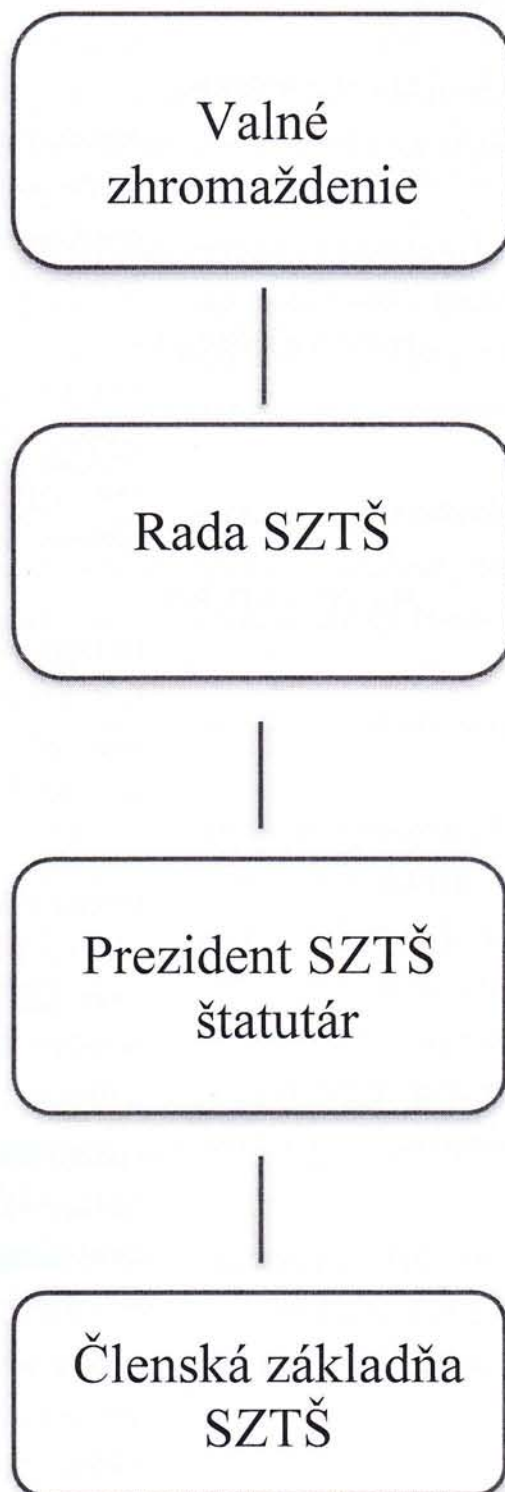 Valné
zhromaždenie
Rada SZTŠ
Prezident SZTŠ
štatutár
Členská základňa
SZTŠ